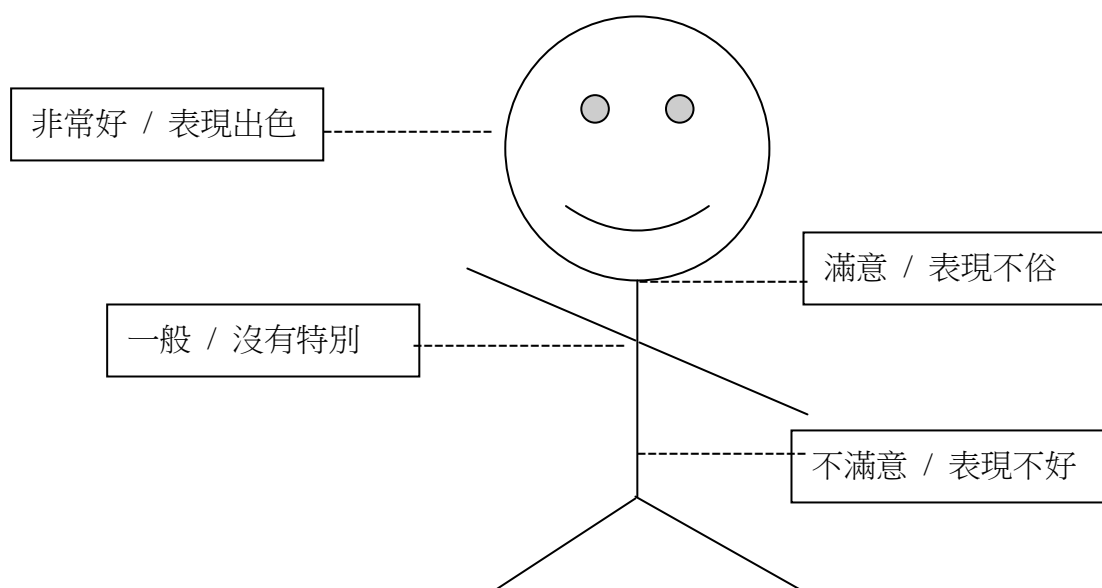 非常好 / 表現出色
滿意 / 表現不俗
一般 / 沒有特別
不滿意 / 表現不好